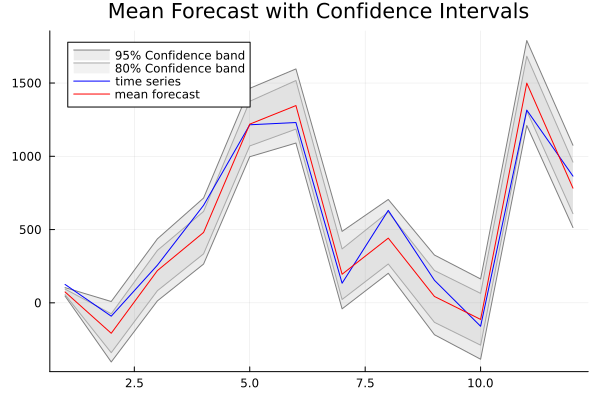 Mean Forecast with Confidence Intervals
95% Confidence band
80% Confidence band
time series
mean forecast
1500
1000
500
0
2.5 5.0 7.5 10.0